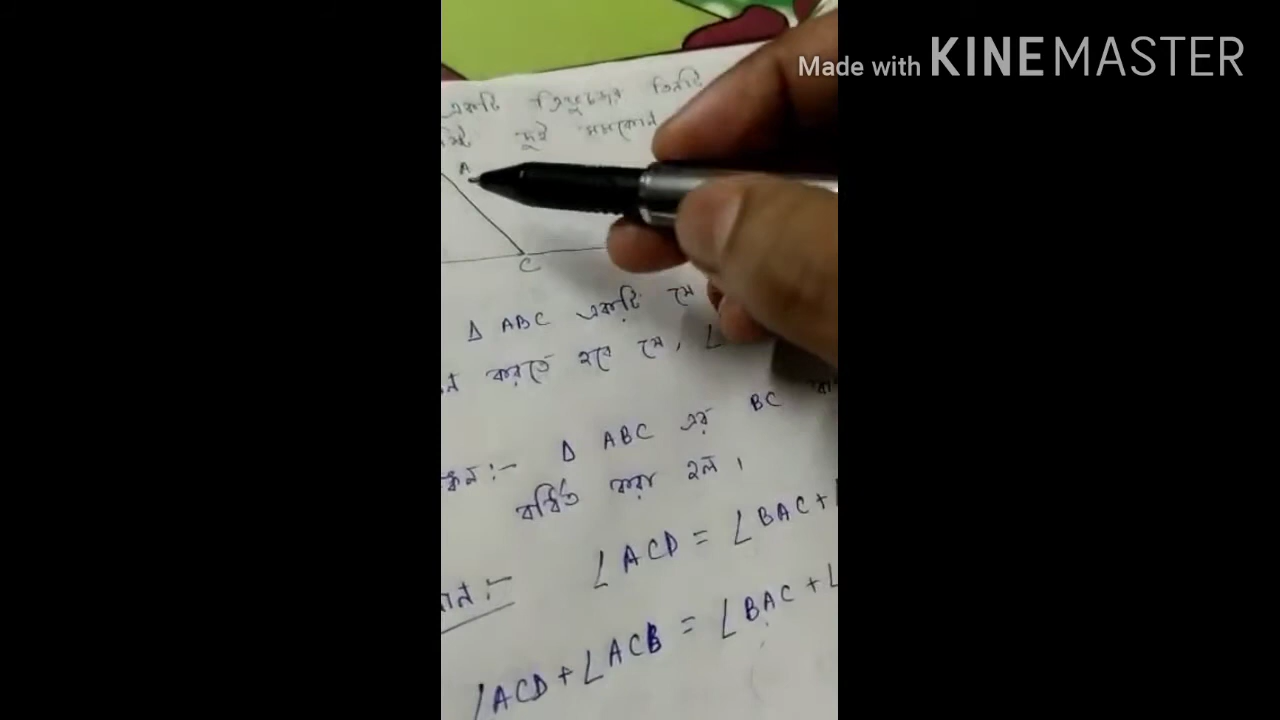 Made with KINEMASTER
একটি ত্রিভুজের তিনটি
দুই সমকোন
A
C
Δ ABC একটি যে
করতে হবে যে, ∠
:- Δ ABC এর BC
বর্ধিত করা হল।
∠ACD = ∠BAC +
:-
∠ACD + ∠ACB = ∠BAC + ∠